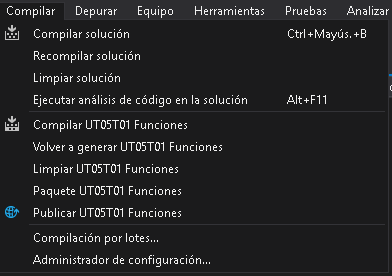 Compilar Depurar Equipo Herramientas Pruebas Analizar
Compilar solución Ctrl+Mayús.+B
Recompilar solución
Limpiar solución
Ejecutar análisis de código en la solución Alt+F11
Compilar UT05T01 Funciones
Volver a generar UT05T01 Funciones
Limpiar UT05T01 Funciones
Paquete UT05T01 Funciones
Publicar UT05T01 Funciones
Compilación por lotes...
Administrador de configuración...